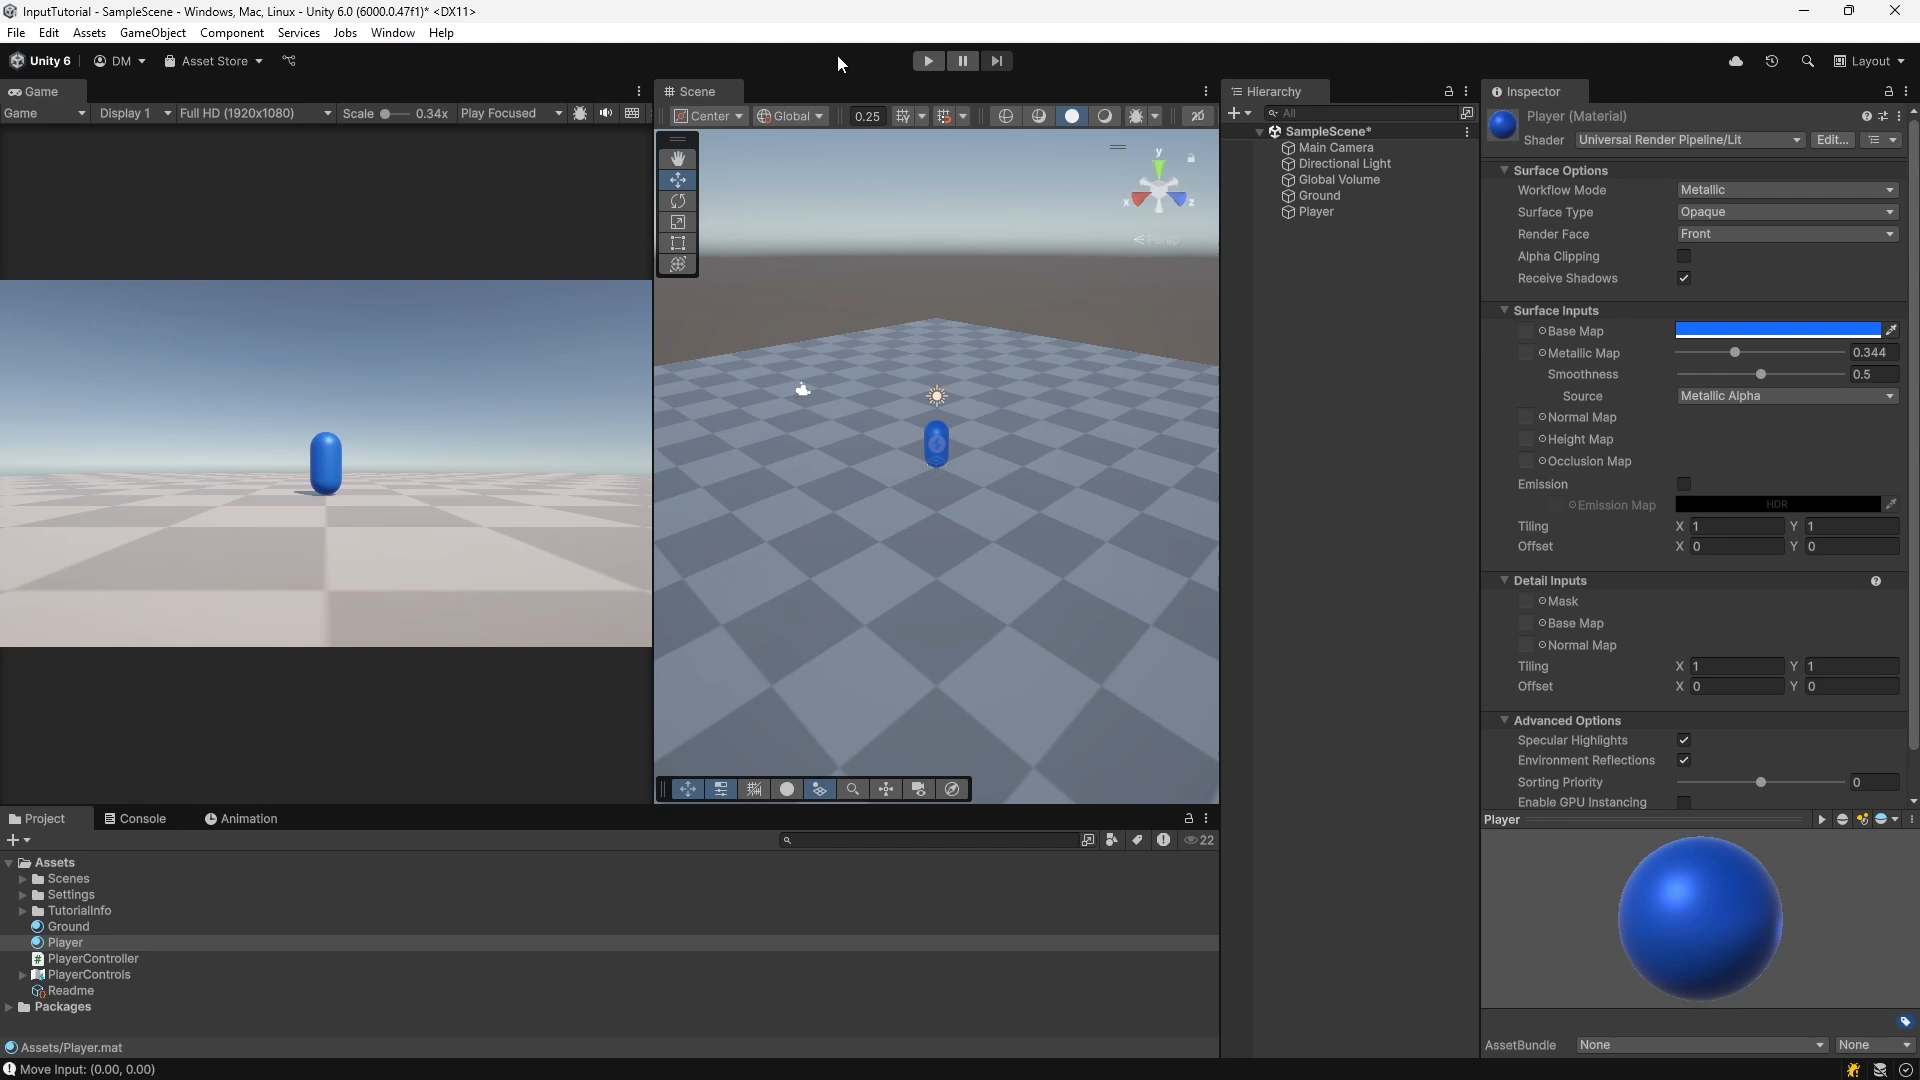 InputTutorial - SampleScene - Windows, Mac, Linux - Unity 6.0 (6000.0.47f1)* <DX11>
File Edit Assets GameObject Component Services Jobs Window Help
Unity 6 DM Asset Store Layout
Game
Game Display 1 Full HD (1920x1080) Scale 0.34x Play Focused
Scene
Center Global 0.25
y
x z
Persp
Hierarchy
All
SampleScene*
Main Camera
Directional Light
Global Volume
Ground
Player
Inspector
Player (Material)
Shader Universal Render Pipeline/Lit Edit...
Surface Options
Workflow Mode Metallic
Surface Type Opaque
Render Face Front
Alpha Clipping
Receive Shadows
Surface Inputs
Base Map
Metallic Map 0.344
Smoothness 0.5
Source Metallic Alpha
Normal Map
Height Map
Occlusion Map
Emission
Emission Map HDR
Tiling X 1 Y 1
Offset X 0 Y 0
Detail Inputs
Mask
Base Map
Normal Map
Tiling X 1 Y 1
Offset X 0 Y 0
Advanced Options
Specular Highlights
Environment Reflections
Sorting Priority 0
Enable GPU Instancing
Player
AssetBundle None None
Project Console Animation
22
Assets
Scenes
Settings
TutorialInfo
Ground
Player
PlayerController
PlayerControls
Readme
Packages
Assets/Player.mat
Move Input: (0.00, 0.00)